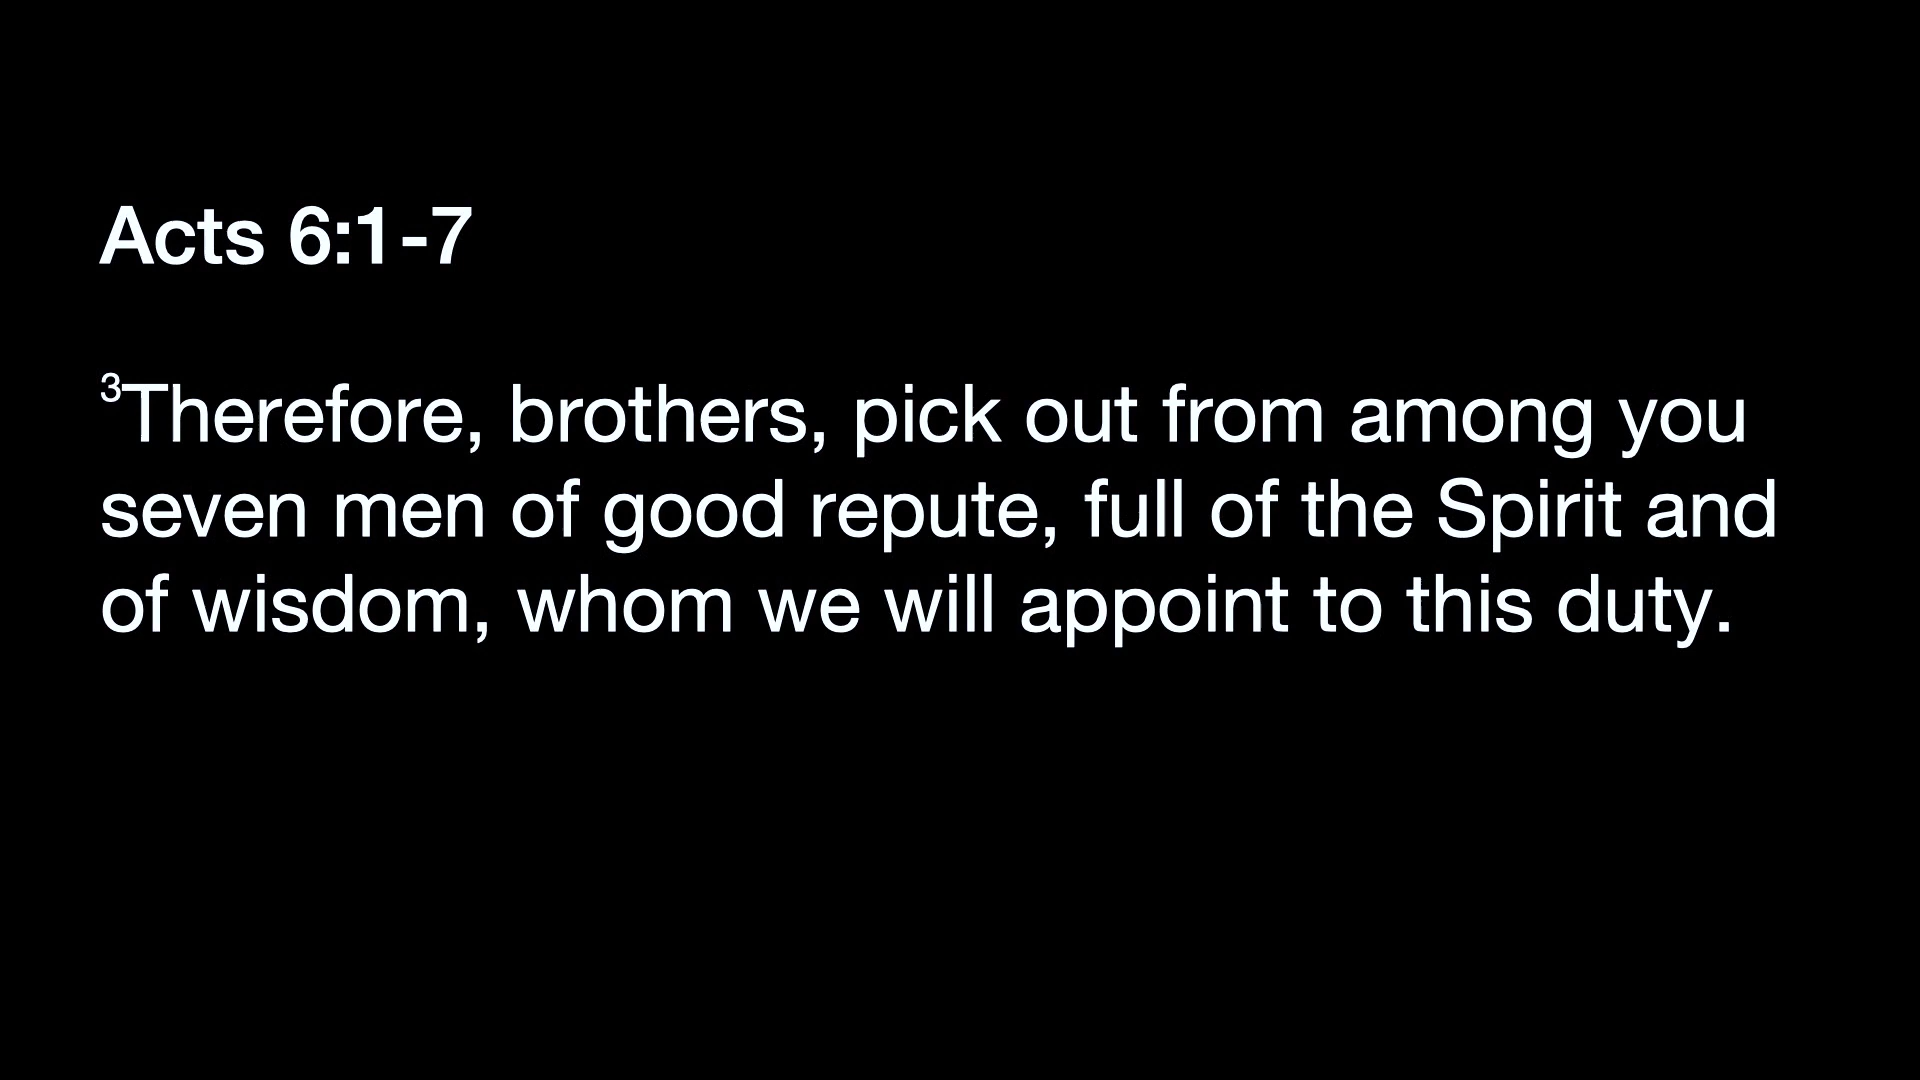 Acts 6:1-7
³Therefore, brothers, pick out from among you
seven men of good repute, full of the Spirit and
of wisdom, whom we will appoint to this duty.